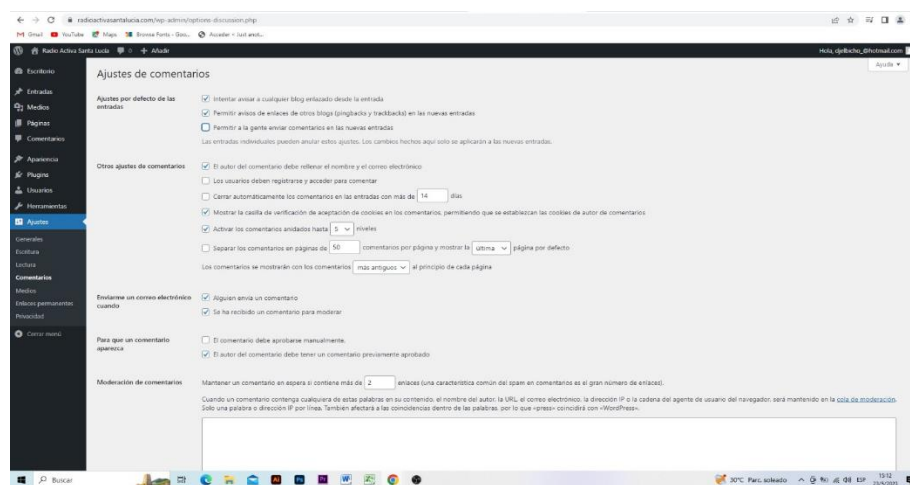 radioactivasantalucia.com/wp-admin/options-discussion.php
Gmail YouTube Maps Browse Fonts - Goo... Acceder < Just anot...
Radio Activa Santa Lucia 0 + Añadir Hola, djelbicho_@hotmail.com
Ayuda
Escritorio
Entradas
Medios
Páginas
Comentarios
Apariencia
Plugins
Usuarios
Herramientas
Ajustes
Generales
Escritura
Lectura
Comentarios
Medios
Enlaces permanentes
Privacidad
Cerrar menú
Ajustes de comentarios
Ajustes por defecto de las entradas
Intentar avisar a cualquier blog enlazado desde la entrada
Permitir avisos de enlaces de otros blogs (pingbacks y trackbacks) en las nuevas entradas
Permitir a la gente enviar comentarios en las nuevas entradas
Las entradas individuales pueden anular estos ajustes. Los cambios hechos aquí solo se aplicarán a las nuevas entradas.
Otros ajustes de comentarios
El autor del comentario debe rellenar el nombre y el correo electrónico
Los usuarios deben registrarse y acceder para comentar
Cerrar automáticamente los comentarios en las entradas con más de 14 días
Mostrar la casilla de verificación de aceptación de cookies en los comentarios, permitiendo que se establezcan las cookies de autor de comentarios
Activar los comentarios anidados hasta 5 niveles
Separar los comentarios en páginas de 50 comentarios por página y mostrar la última página por defecto
Los comentarios se mostrarán con los comentarios más antiguos al principio de cada página
Enviarme un correo electrónico cuando
Alguien envía un comentario
Se ha recibido un comentario para moderar
Para que un comentario aparezca
El comentario debe aprobarse manualmente.
El autor del comentario debe tener un comentario previamente aprobado
Moderación de comentarios
Mantener un comentario en espera si contiene más de 2 enlaces (una característica común del spam en comentarios es el gran número de enlaces).
Cuando un comentario contenga cualquiera de estas palabras en su contenido, el nombre del autor, la URL, el correo electrónico, la dirección IP o la cadena del agente de usuario del navegador, será mantenido en la cola de moderación.
Solo una palabra o dirección IP por línea. También afectará a las coincidencias dentro de las palabras, por lo que «press» coincidirá con «WordPress».
Buscar
30°C Parc. soleado ESP 15:12